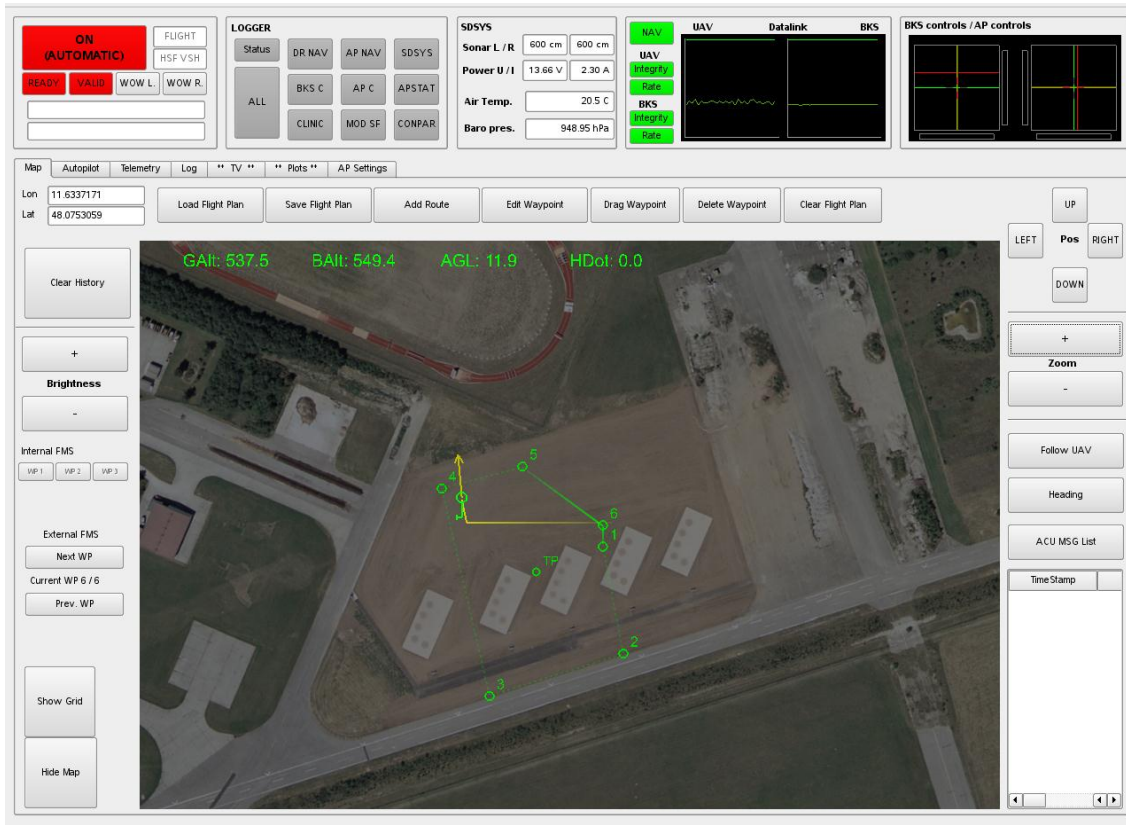 ON
(AUTOMATIC)
FLIGHT
HSF VSH
READY
VALID
WOW L.
WOW R.
LOGGER
Status
DR NAV
AP NAV
SDSYS
ALL
BKS C
AP C
APSTAT
CLINIC
MOD SF
CONPAR
SDSYS
Sonar L / R 600 cm 600 cm
Power U / I 13.66 V 2.30 A
Air Temp. 20.5 C
Baro pres. 948.95 hPa
NAV
UAV
Integrity
Rate
BKS
Integrity
Rate
UAV Datalink BKS
BKS controls / AP controls
Map Autopilot Telemetry Log ** TV ** ** Plots ** AP Settings
Lon 11.6337171
Lat 48.0753059
Load Flight Plan
Save Flight Plan
Add Route
Edit Waypoint
Drag Waypoint
Delete Waypoint
Clear Flight Plan
UP
LEFT Pos RIGHT
DOWN
Clear History
+
Brightness
-
Internal FMS
WP 1 WP 2 WP 3
External FMS
Next WP
Current WP 6 / 6
Prev. WP
Show Grid
Hide Map
GAlt: 537.5 BAlt: 549.4 AGL: 11.9 HDot: 0.0
5
4
6
1
TP
2
3
+
Zoom
-
Follow UAV
Heading
ACU MSG List
TimeStamp